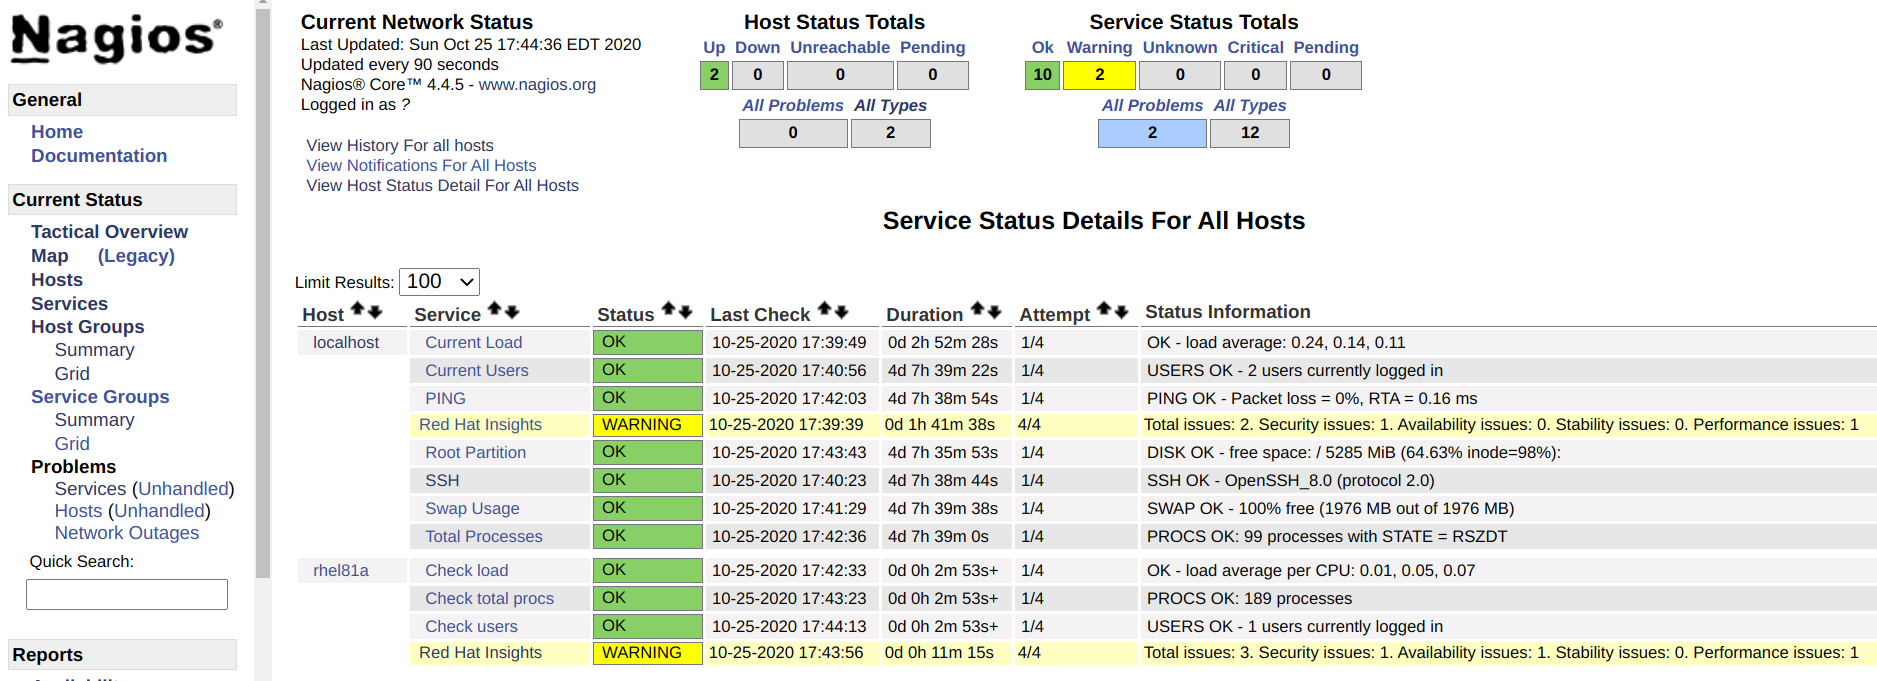 Nagios®
General
Home
Documentation
Current Status
Tactical Overview
Map (Legacy)
Hosts
Services
Host Groups
Summary
Grid
Service Groups
Summary
Grid
Problems
Services (Unhandled)
Hosts (Unhandled)
Network Outages
Quick Search:
Reports
Current Network Status
Last Updated: Sun Oct 25 17:44:36 EDT 2020
Updated every 90 seconds
Nagios® Core™ 4.4.5 - www.nagios.org
Logged in as ?
View History For all hosts
View Notifications For All Hosts
View Host Status Detail For All Hosts
Host Status Totals
Up Down Unreachable Pending
2 0 0 0
All Problems All Types
0 2
Service Status Totals
Ok Warning Unknown Critical Pending
10 2 0 0 0
All Problems All Types
2 12
Service Status Details For All Hosts
Limit Results: 100
Host Service Status Last Check Duration Attempt Status Information
localhost Current Load OK 10-25-2020 17:39:49 0d 2h 52m 28s 1/4 OK - load average: 0.24, 0.14, 0.11
Current Users OK 10-25-2020 17:40:56 4d 7h 39m 22s 1/4 USERS OK - 2 users currently logged in
PING OK 10-25-2020 17:42:03 4d 7h 38m 54s 1/4 PING OK - Packet loss = 0%, RTA = 0.16 ms
Red Hat Insights WARNING 10-25-2020 17:39:39 0d 1h 41m 38s 4/4 Total issues: 2. Security issues: 1. Availability issues: 0. Stability issues: 0. Performance issues: 1
Root Partition OK 10-25-2020 17:43:43 4d 7h 35m 53s 1/4 DISK OK - free space: / 5285 MiB (64.63% inode=98%):
SSH OK 10-25-2020 17:40:23 4d 7h 38m 44s 1/4 SSH OK - OpenSSH_8.0 (protocol 2.0)
Swap Usage OK 10-25-2020 17:41:29 4d 7h 39m 38s 1/4 SWAP OK - 100% free (1976 MB out of 1976 MB)
Total Processes OK 10-25-2020 17:42:36 4d 7h 39m 0s 1/4 PROCS OK: 99 processes with STATE = RSZDT
rhel81a Check load OK 10-25-2020 17:42:33 0d 0h 2m 53s+ 1/4 OK - load average per CPU: 0.01, 0.05, 0.07
Check total procs OK 10-25-2020 17:43:23 0d 0h 2m 53s+ 1/4 PROCS OK: 189 processes
Check users OK 10-25-2020 17:44:13 0d 0h 2m 53s+ 1/4 USERS OK - 1 users currently logged in
Red Hat Insights WARNING 10-25-2020 17:43:56 0d 0h 11m 15s 4/4 Total issues: 3. Security issues: 1. Availability issues: 1. Stability issues: 0. Performance issues: 1